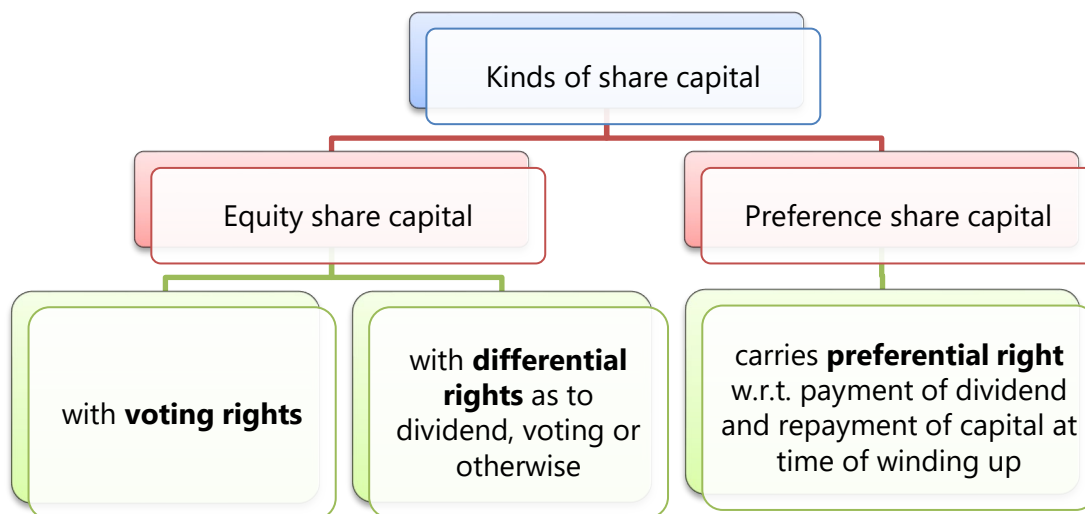 Kinds of share capital
Equity share capital
Preference share capital
with voting rights
with differential
rights as to
dividend, voting or
otherwise
carries preferential right
w.r.t. payment of dividend
and repayment of capital at
time of winding up